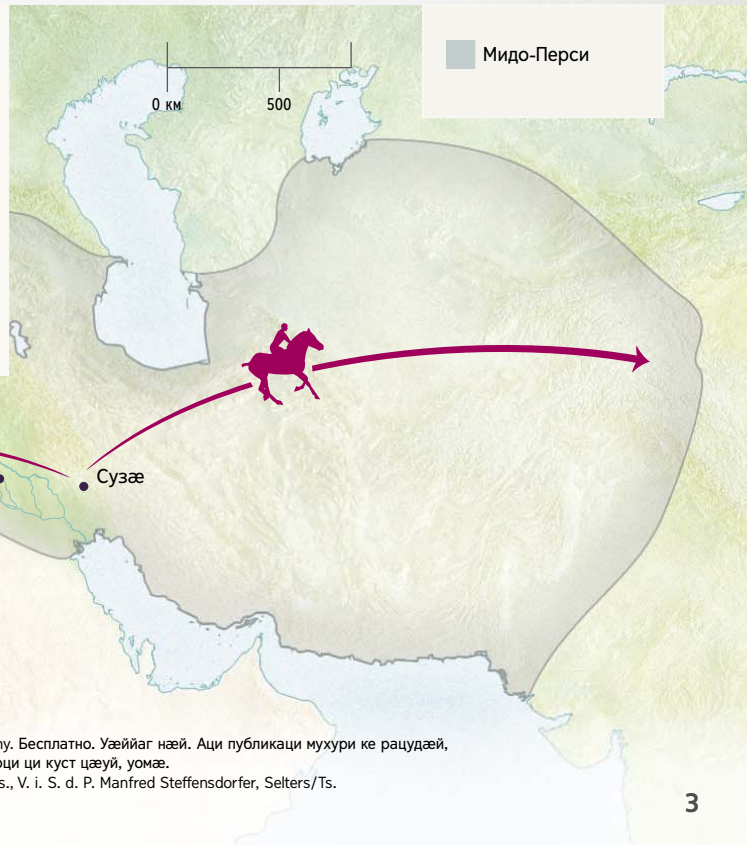 0 км
500
Мидо-Перси
Сузæ
ny. Бесплатно. Уæййаг нæй. Аци публикаци мухури ке рацудæй,
оци ци куст цæуй, уомæ.
s., V. i. S. d. P. Manfred Steffensdorfer, Selters/Ts.
3